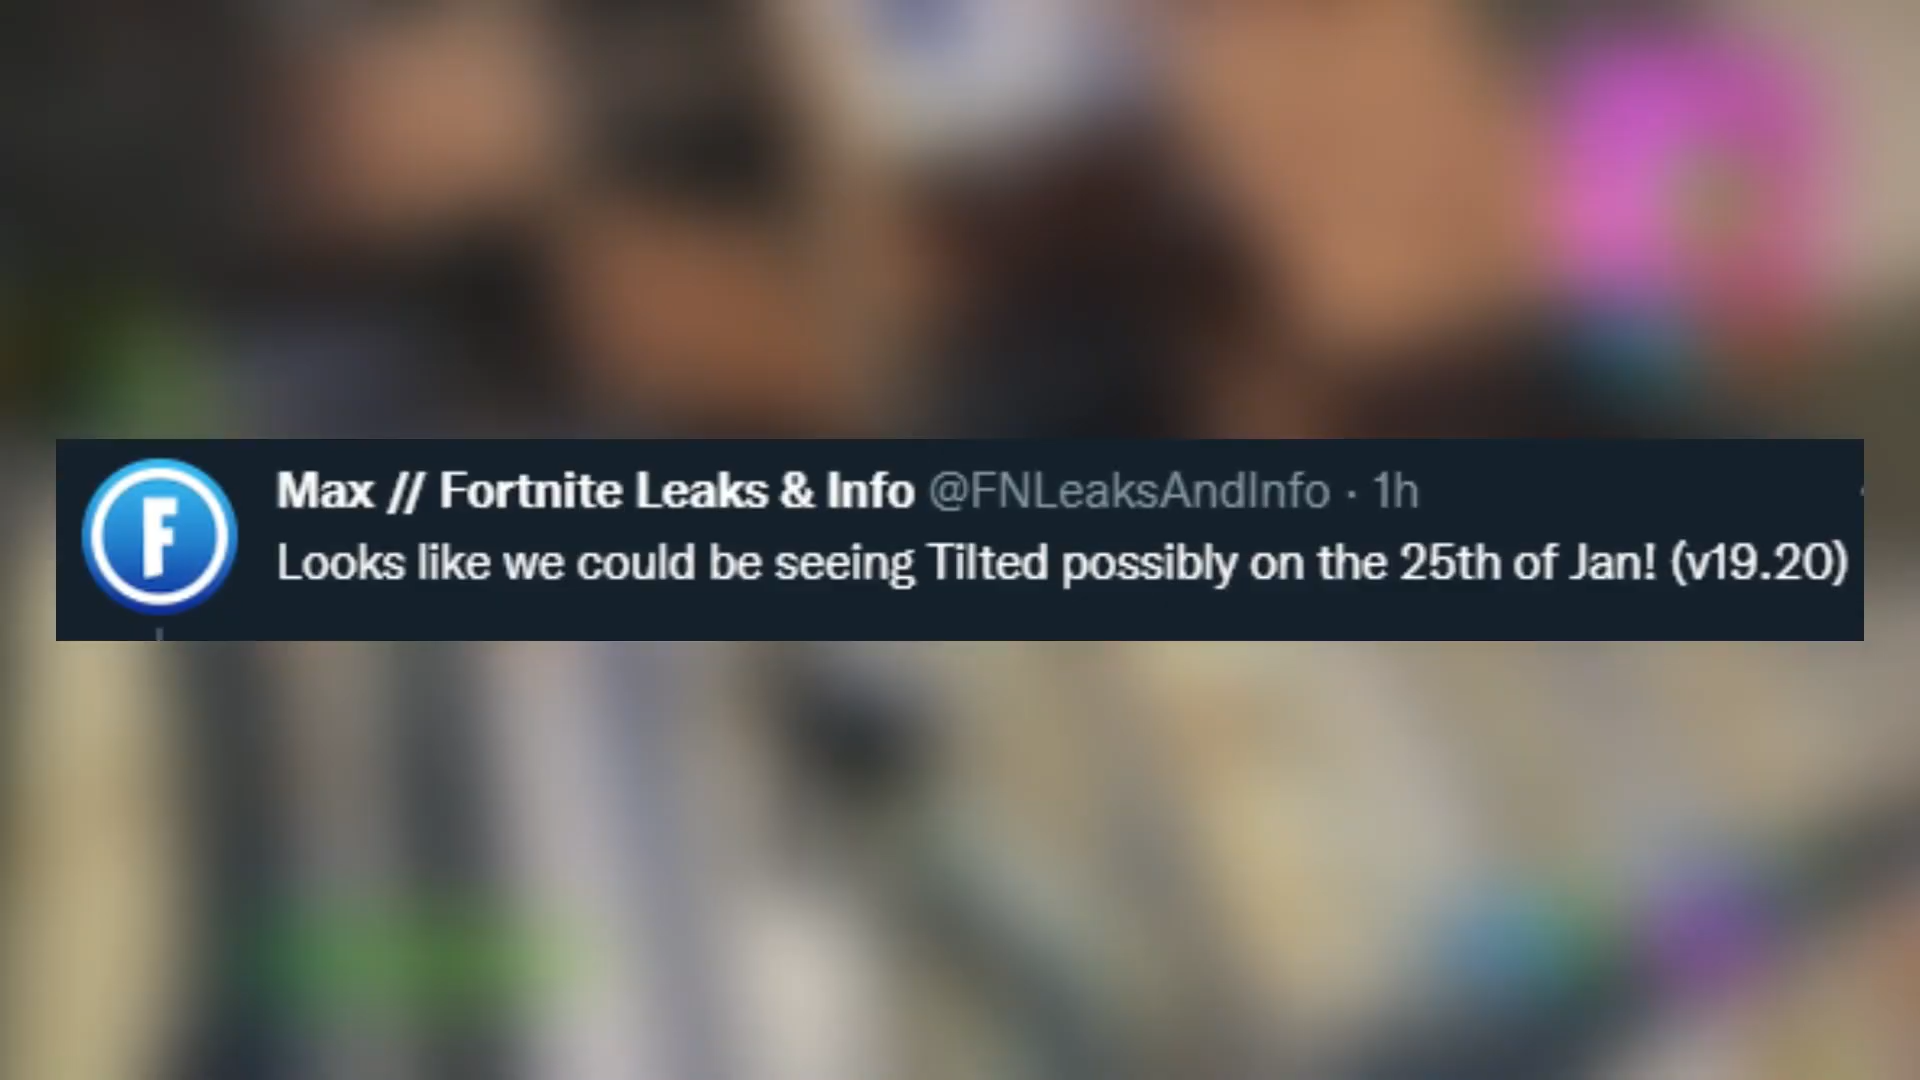 F
Max // Fortnite Leaks & Info @FNLeaksAndInfo · 1h
Looks like we could be seeing Tilted possibly on the 25th of Jan! (v19.20)